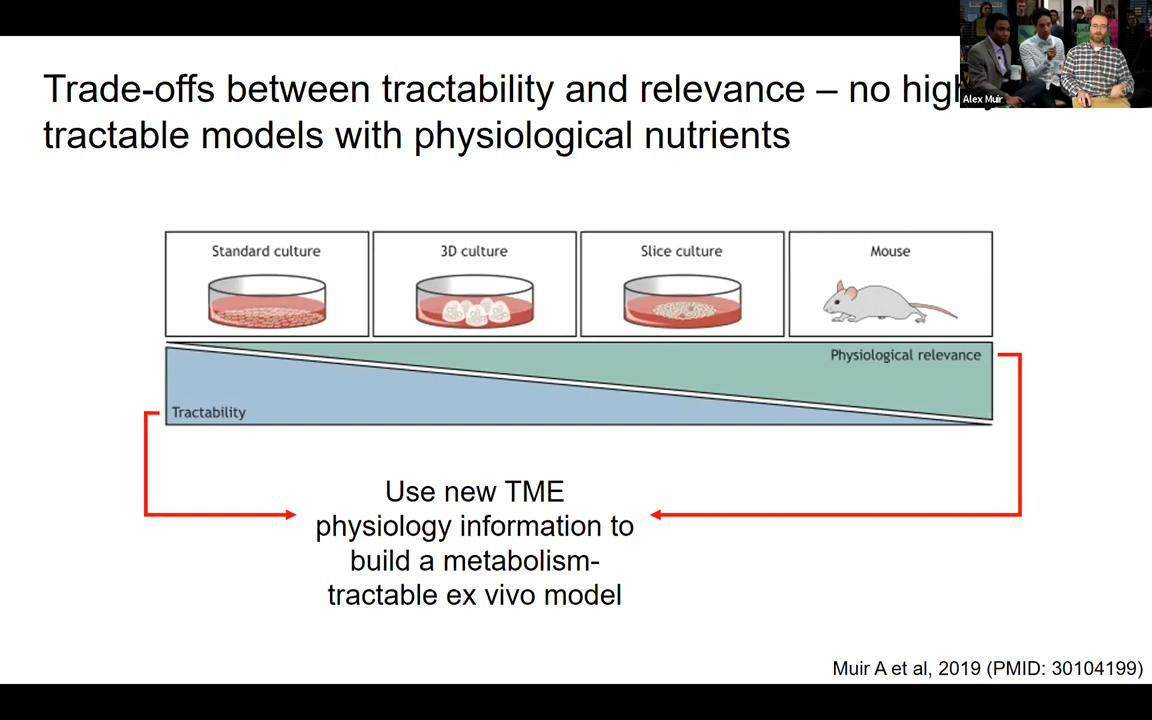 Trade-offs between tractability and relevance – no high
tractable models with physiological nutrients
Alex Muir
Standard culture
3D culture
Slice culture
Mouse
Physiological relevance
Tractability
Use new TME
physiology information to
build a metabolism-
tractable ex vivo model
Muir A et al, 2019 (PMID: 30104199)